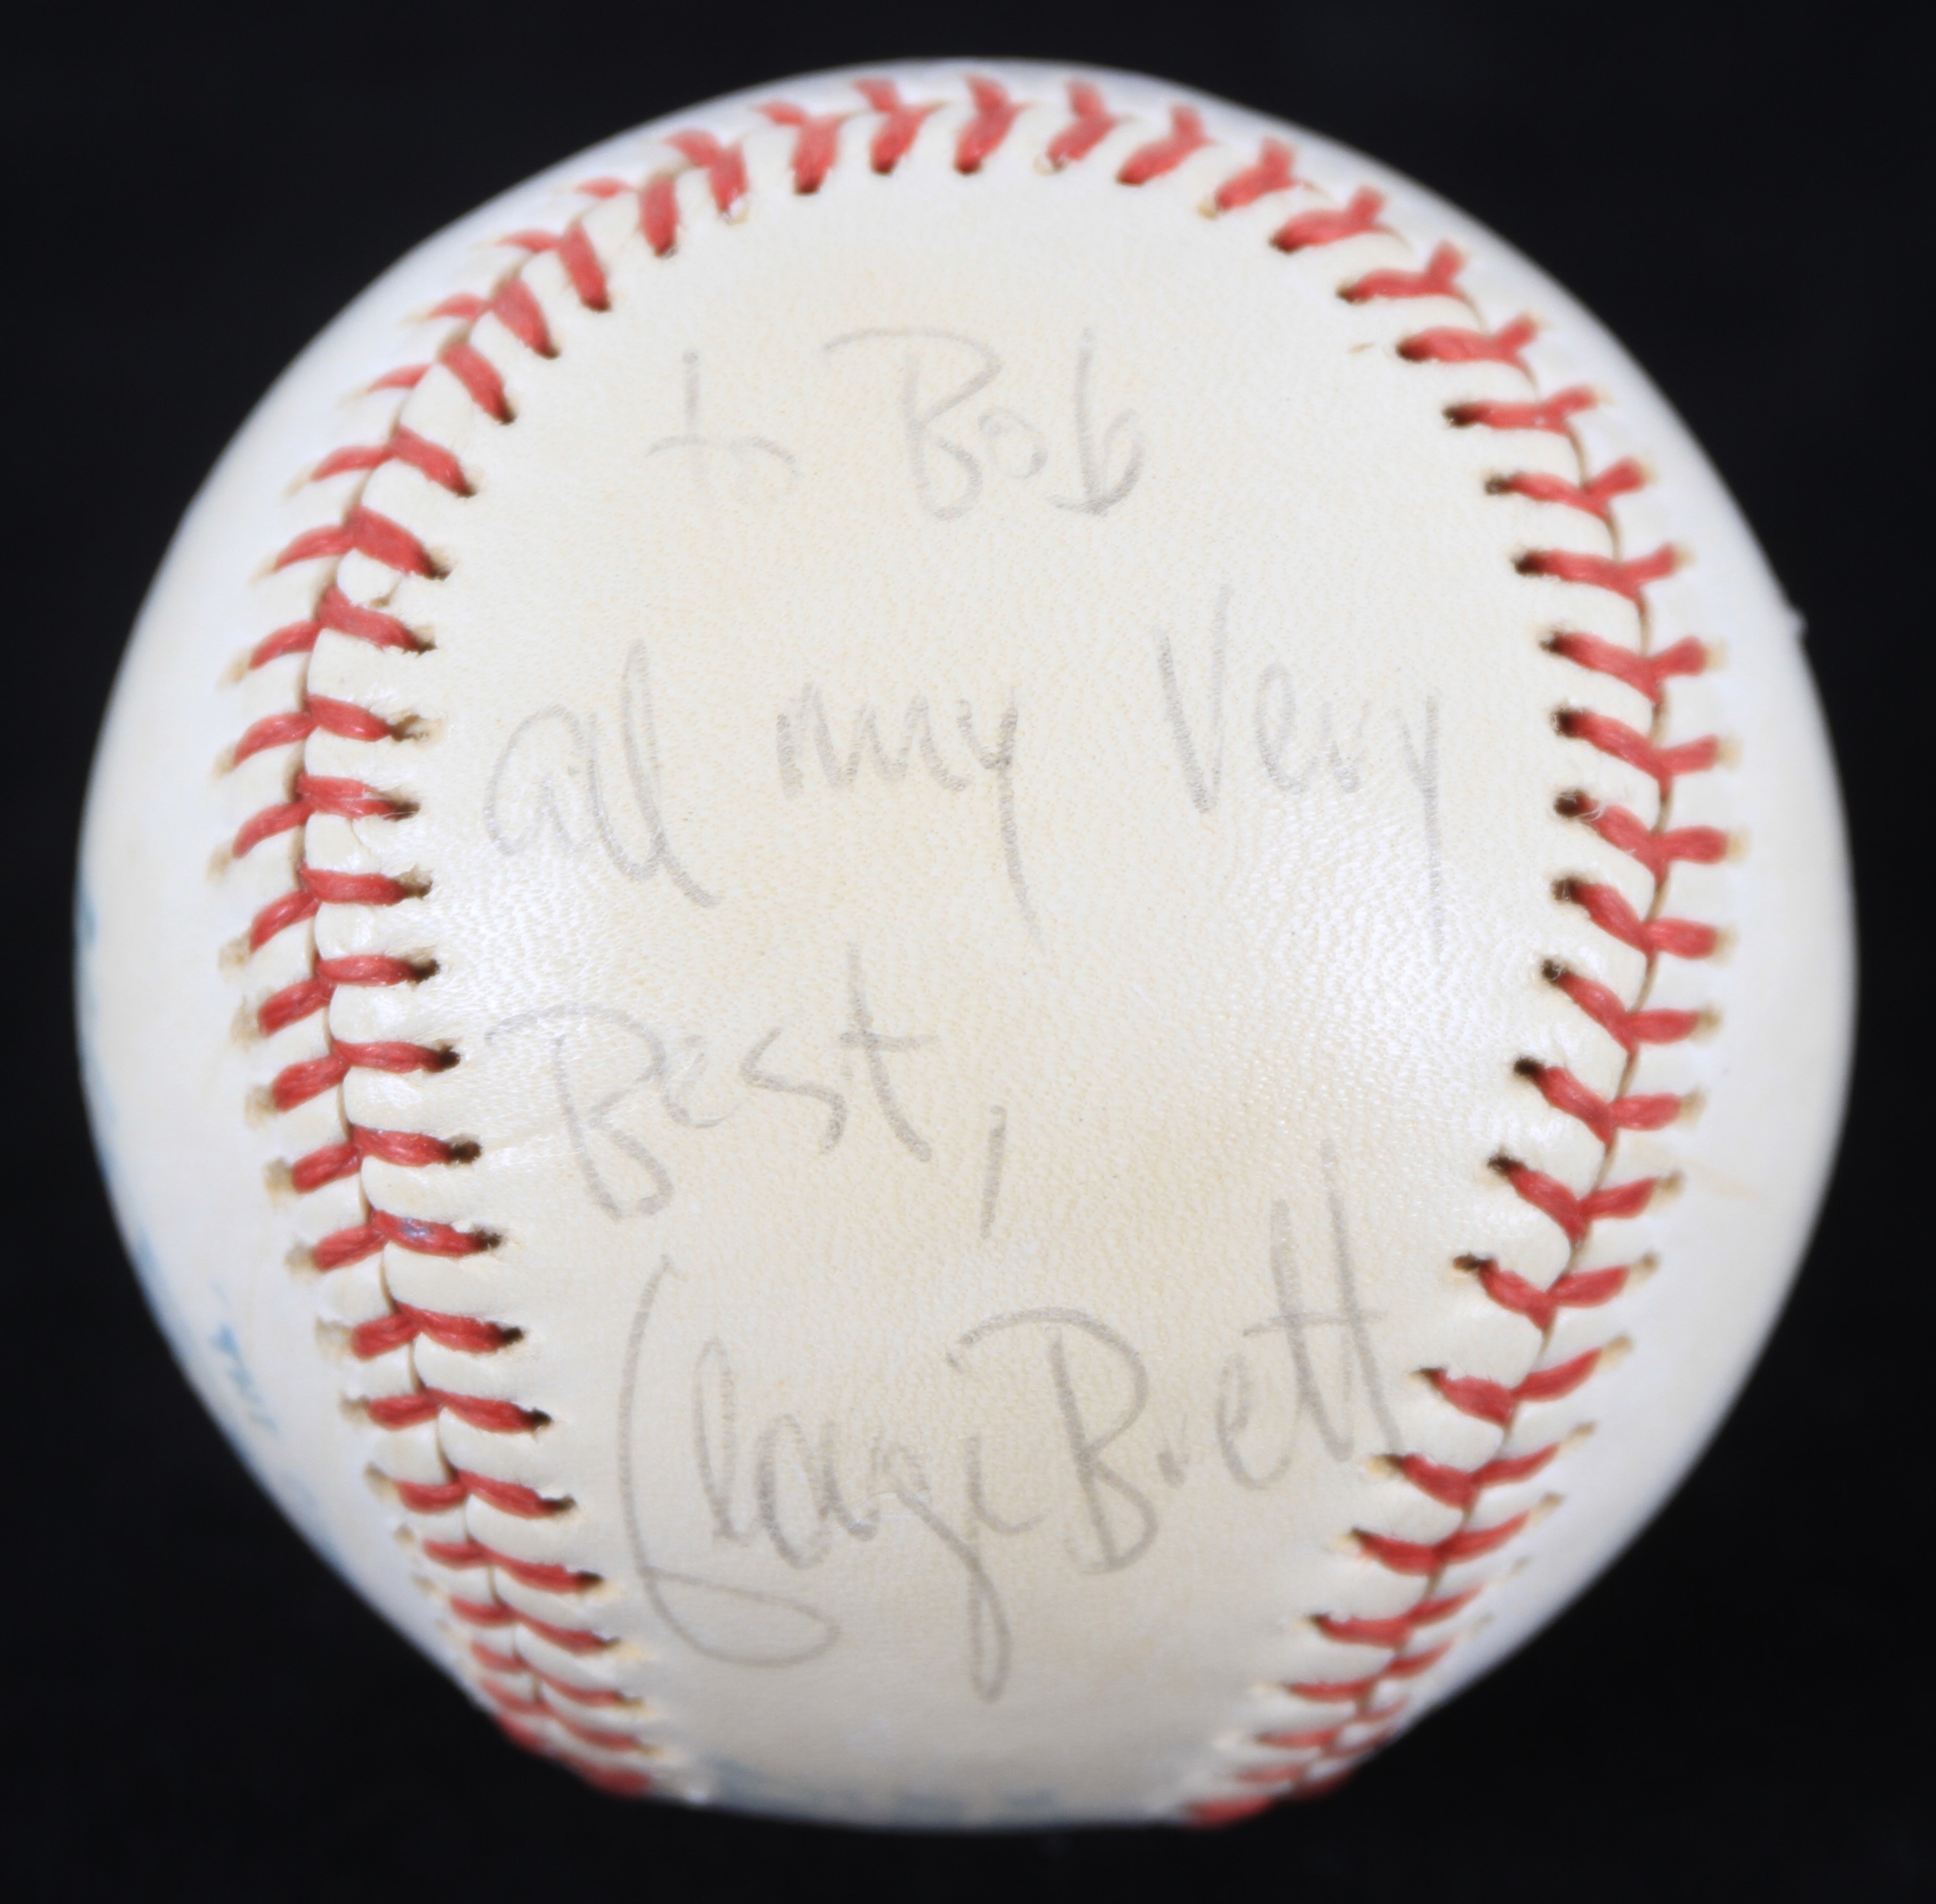 to Bob
all my Very
Best,
George Brett